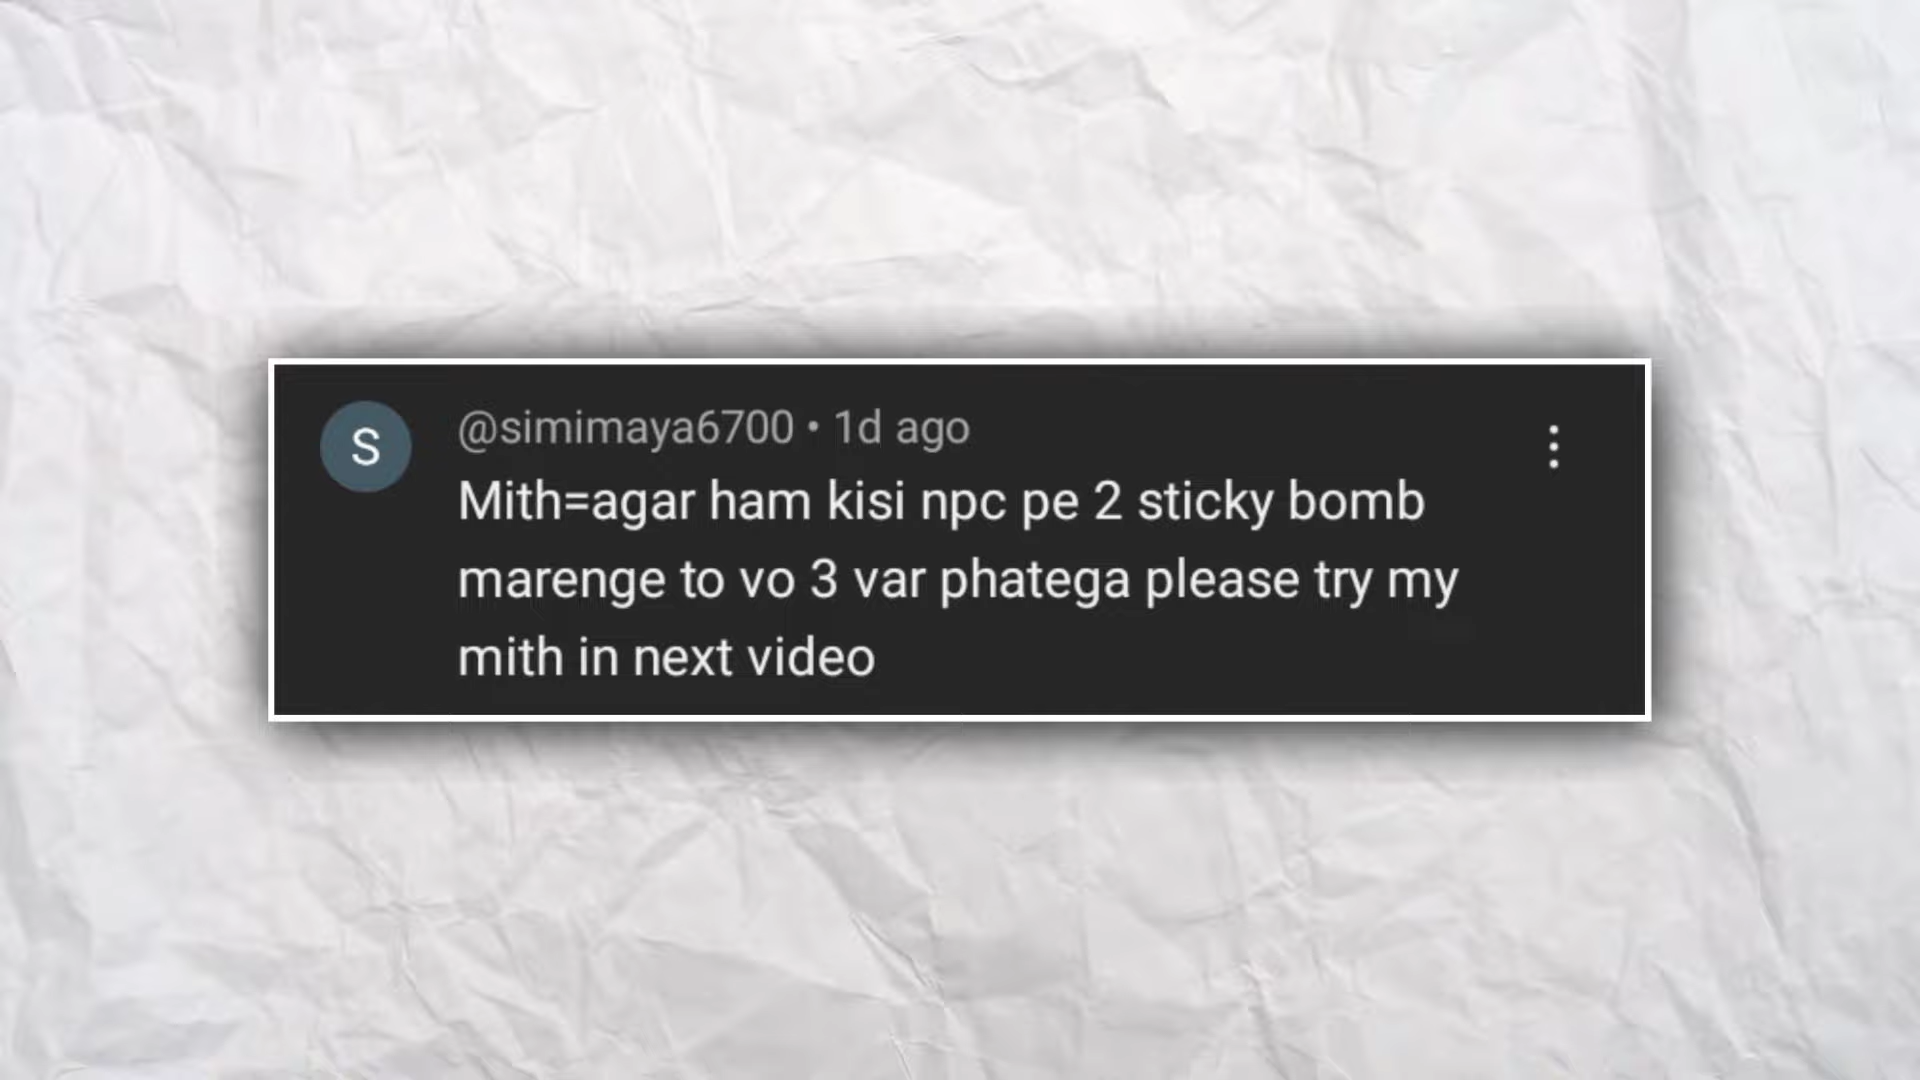 S
@simimaya6700 • 1d ago
Mith=agar ham kisi npc pe 2 sticky bomb
marenge to vo 3 var phatega please try my
mith in next video